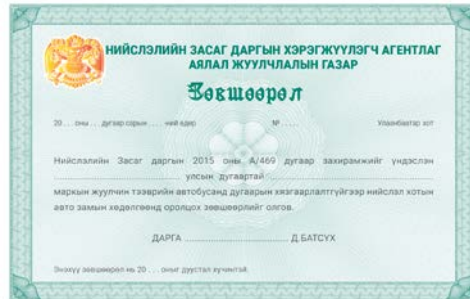 НИЙСЛЭЛИЙН ЗАСАГ ДАРГЫН ХЭРЭГЖҮҮЛЭГЧ АГЕНТЛАГ
АЯЛАЛ ЖУУЛЧЛАЛЫН ГАЗАР
Зөвшөөрөл
20 . . оны . . . дугаар сарын . . . . ний өдөр № . . . . . Улаанбаатар хот
Нийслэлийн Засаг даргын 2015 оны А/469 дугаар захирамжийг үндэслэн
.................................... улсын дугаартай ....................................
маркын жуулчин тээврийн автобусанд дугаарын хязгаарлалтгүйгээр нийслэл хотын
авто замын хөдөлгөөнд оролцох зөвшөөрлийг олгов.
ДАРГА .................................... Д.БАТСҮХ
Энэхүү зөвшөөрөл нь 20 . . . оныг дуустал хүчинтэй.